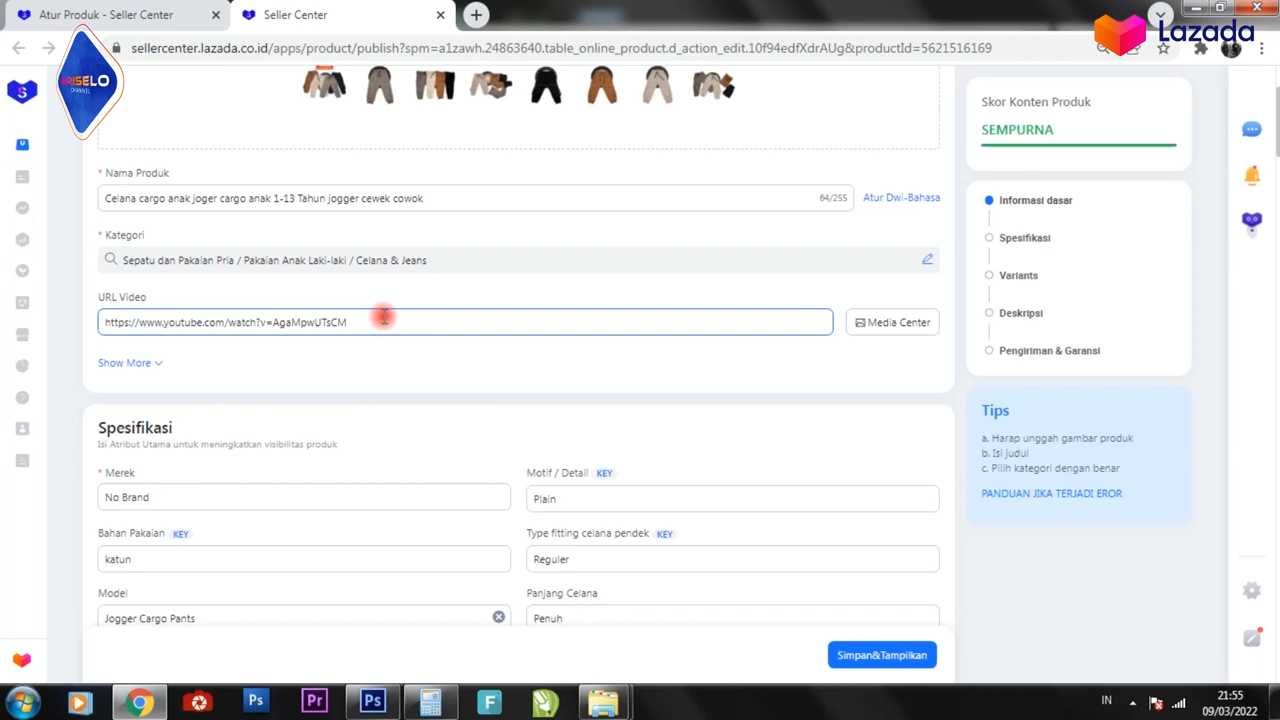 Atur Produk - Seller Center
Seller Center
sellercenter.lazada.co.id/apps/product/publish?spm=a1zawh.24863640.table_online_product.d_action_edit.10f94edfXdrAUg&productId=5621516169
Lazada
RISELO
CHANNEL
Skor Konten Produk
SEMPURNA
* Nama Produk
Celana cargo anak joger cargo anak 1-13 Tahun jogger cewek cowok
64/255
Atur Dwi-Bahasa
* Kategori
Sepatu dan Pakaian Pria / Pakaian Anak Laki-laki / Celana & Jeans
URL Video
https://www.youtube.com/watch?v=AgaMpwUTsCM
Media Center
Show More
Informasi dasar
Spesifikasi
Variants
Deskripsi
Pengiriman & Garansi
Tips
a. Harap unggah gambar produk
b. Isi judul
c. Pilih kategori dengan benar
PANDUAN JIKA TERJADI EROR
Spesifikasi
Isi Atribut Utama untuk meningkatkan visibilitas produk
* Merek
No Brand
Motif / Detail KEY
Plain
Bahan Pakaian KEY
katun
Type fitting celana pendek KEY
Reguler
Model
Jogger Cargo Pants
Panjang Celana
Penuh
Simpan&Tampilkan
Ps
Pr
Ps
F
IN
21:55
09/03/2022